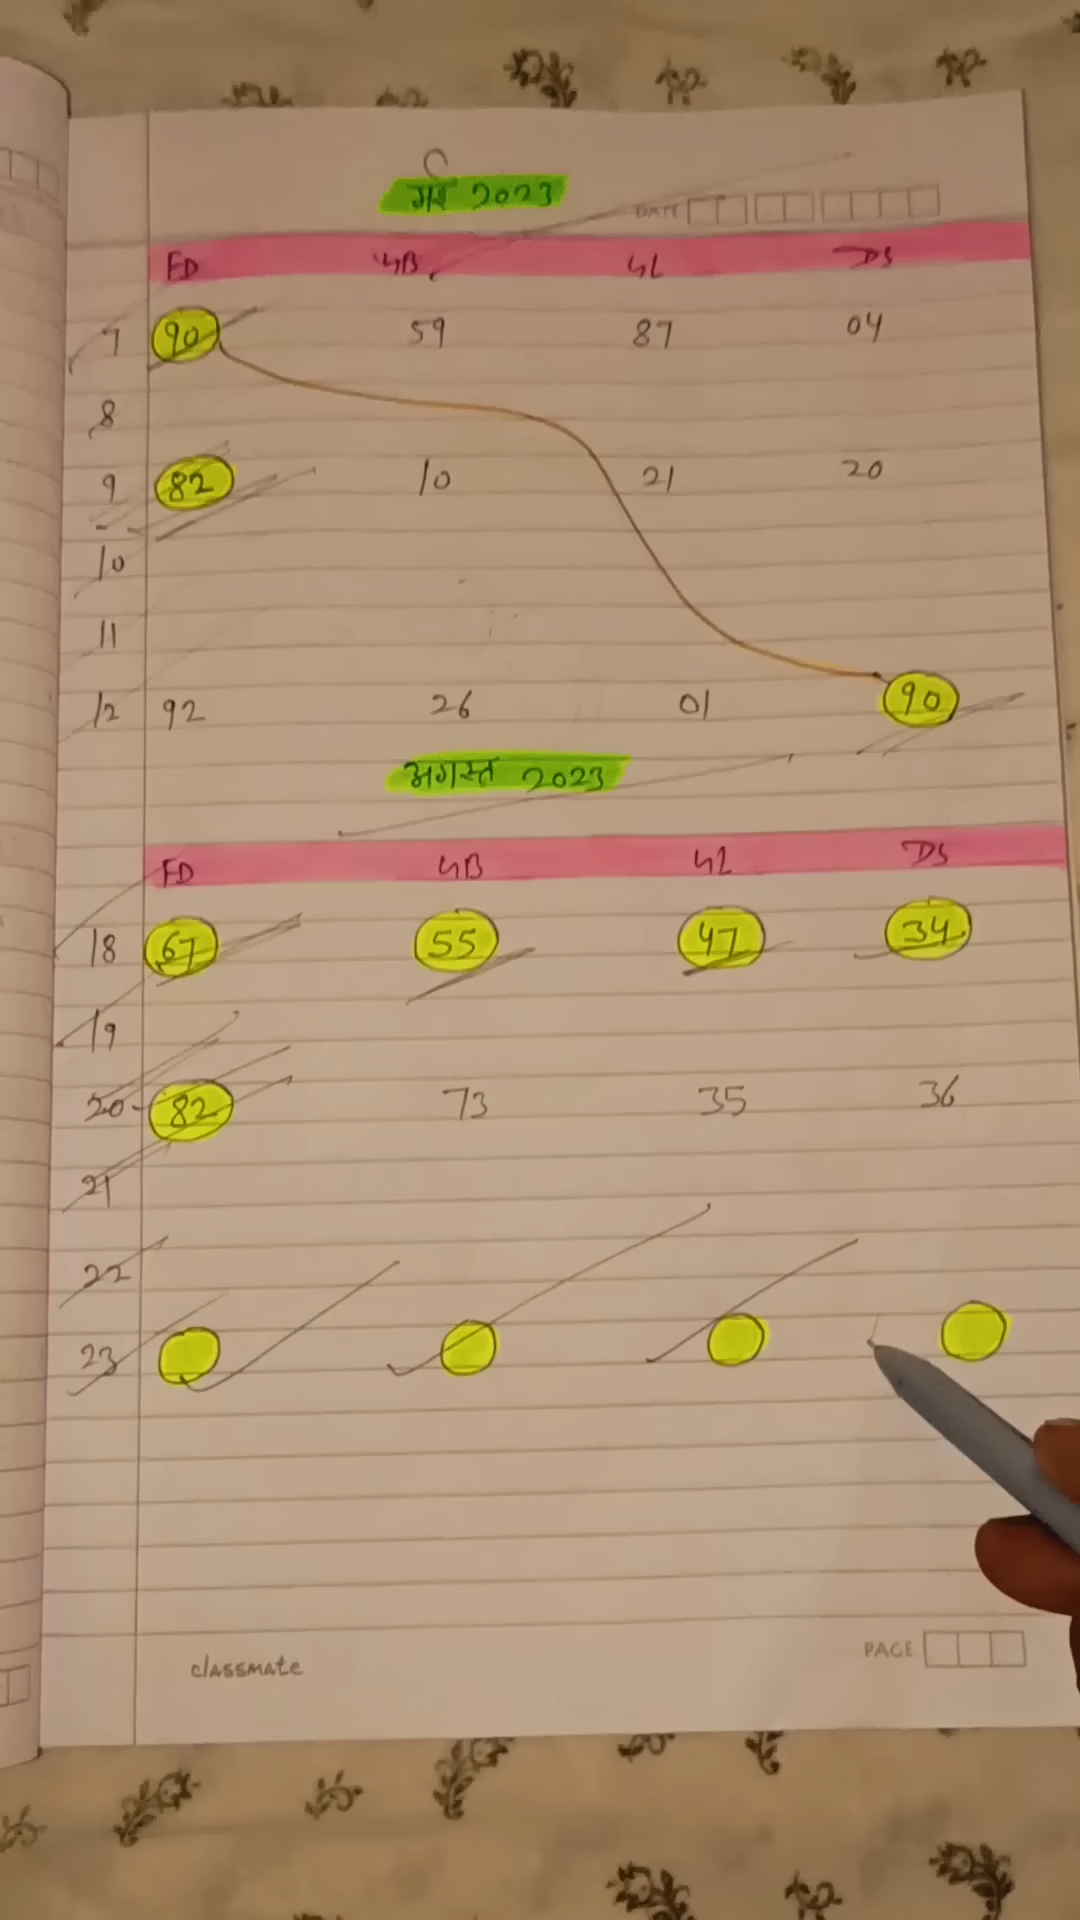 मई 2023
DATE
FD GB GL DS
7 90 59 87 04
8
9 82 10 21 20
10
11
12 92 26 01 90
अगस्त 2023
FD GB GL DS
18 67 55 47 34
19
20 82 73 35 36
21
22
23
classmate
PAGE